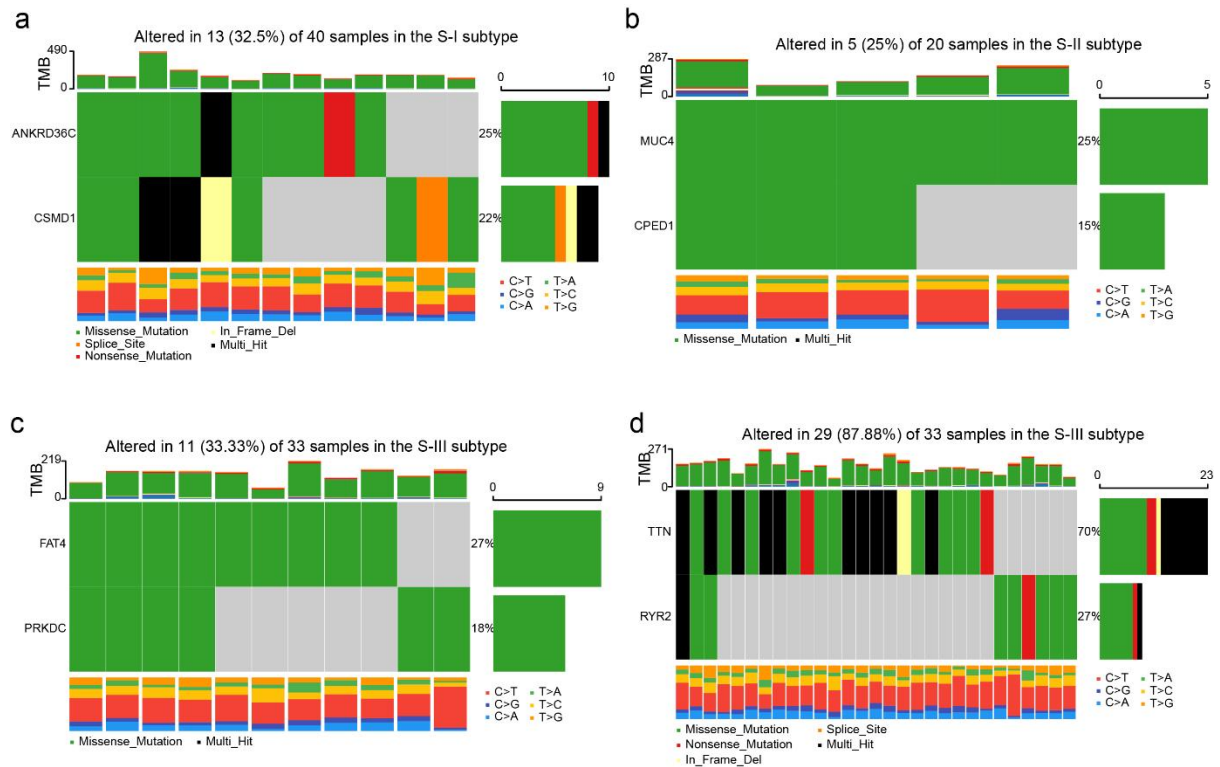 a
Altered in 13 (32.5%) of 40 samples in the S-I subtype
490
TMB
0
0 10
ANKRD36C 25%
CSMD1 22%
C>T T>A
C>G T>C
C>A T>G
Missense_Mutation In_Frame_Del
Splice_Site Multi_Hit
Nonsense_Mutation
b
Altered in 5 (25%) of 20 samples in the S-II subtype
287
TMB
0
0 5
MUC4 25%
CPED1 15%
C>T T>A
C>G T>C
C>A T>G
Missense_Mutation Multi_Hit
c
Altered in 11 (33.33%) of 33 samples in the S-III subtype
219
TMB
0
0 9
FAT4 27%
PRKDC 18%
C>T T>A
C>G T>C
C>A T>G
Missense_Mutation Multi_Hit
d
Altered in 29 (87.88%) of 33 samples in the S-III subtype
271
TMB
0
0 23
TTN 70%
RYR2 27%
C>T T>A
C>G T>C
C>A T>G
Missense_Mutation Splice_Site
Nonsense_Mutation Multi_Hit
In_Frame_Del